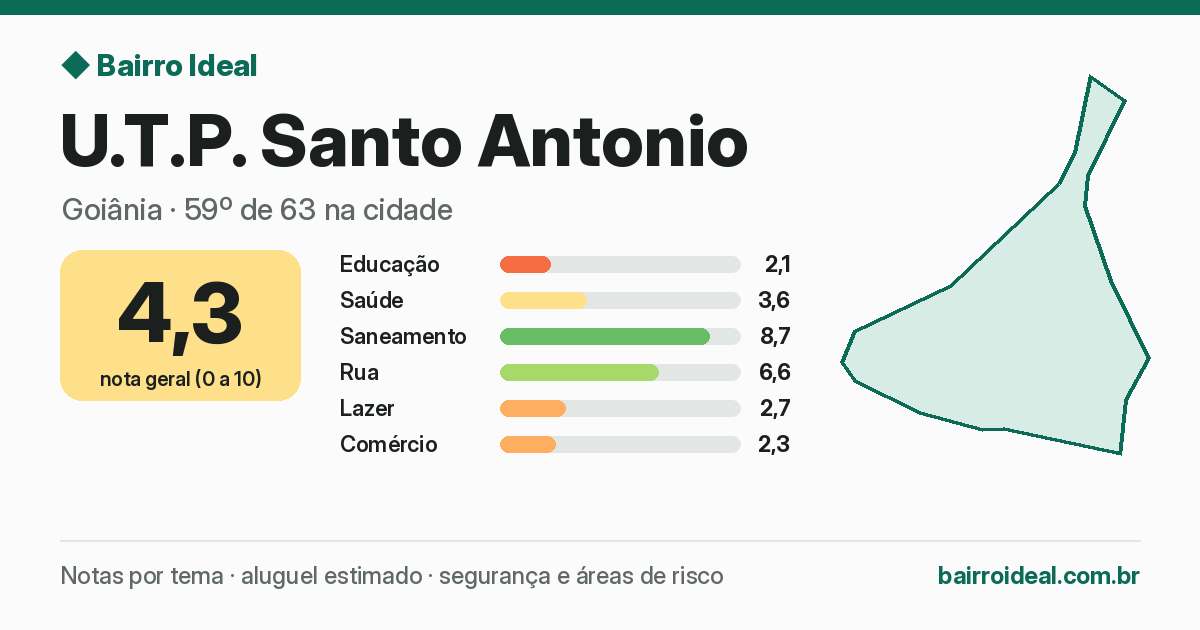 Bairro Ideal
U.T.P. Santo Antonio
Goiânia · 59º de 63 na cidade
4,3
nota geral (0 a 10)
Educação 2,1
Saúde 3,6
Saneamento 8,7
Rua 6,6
Lazer 2,7
Comércio 2,3
Notas por tema · aluguel estimado · segurança e áreas de risco
bairroideal.com.br